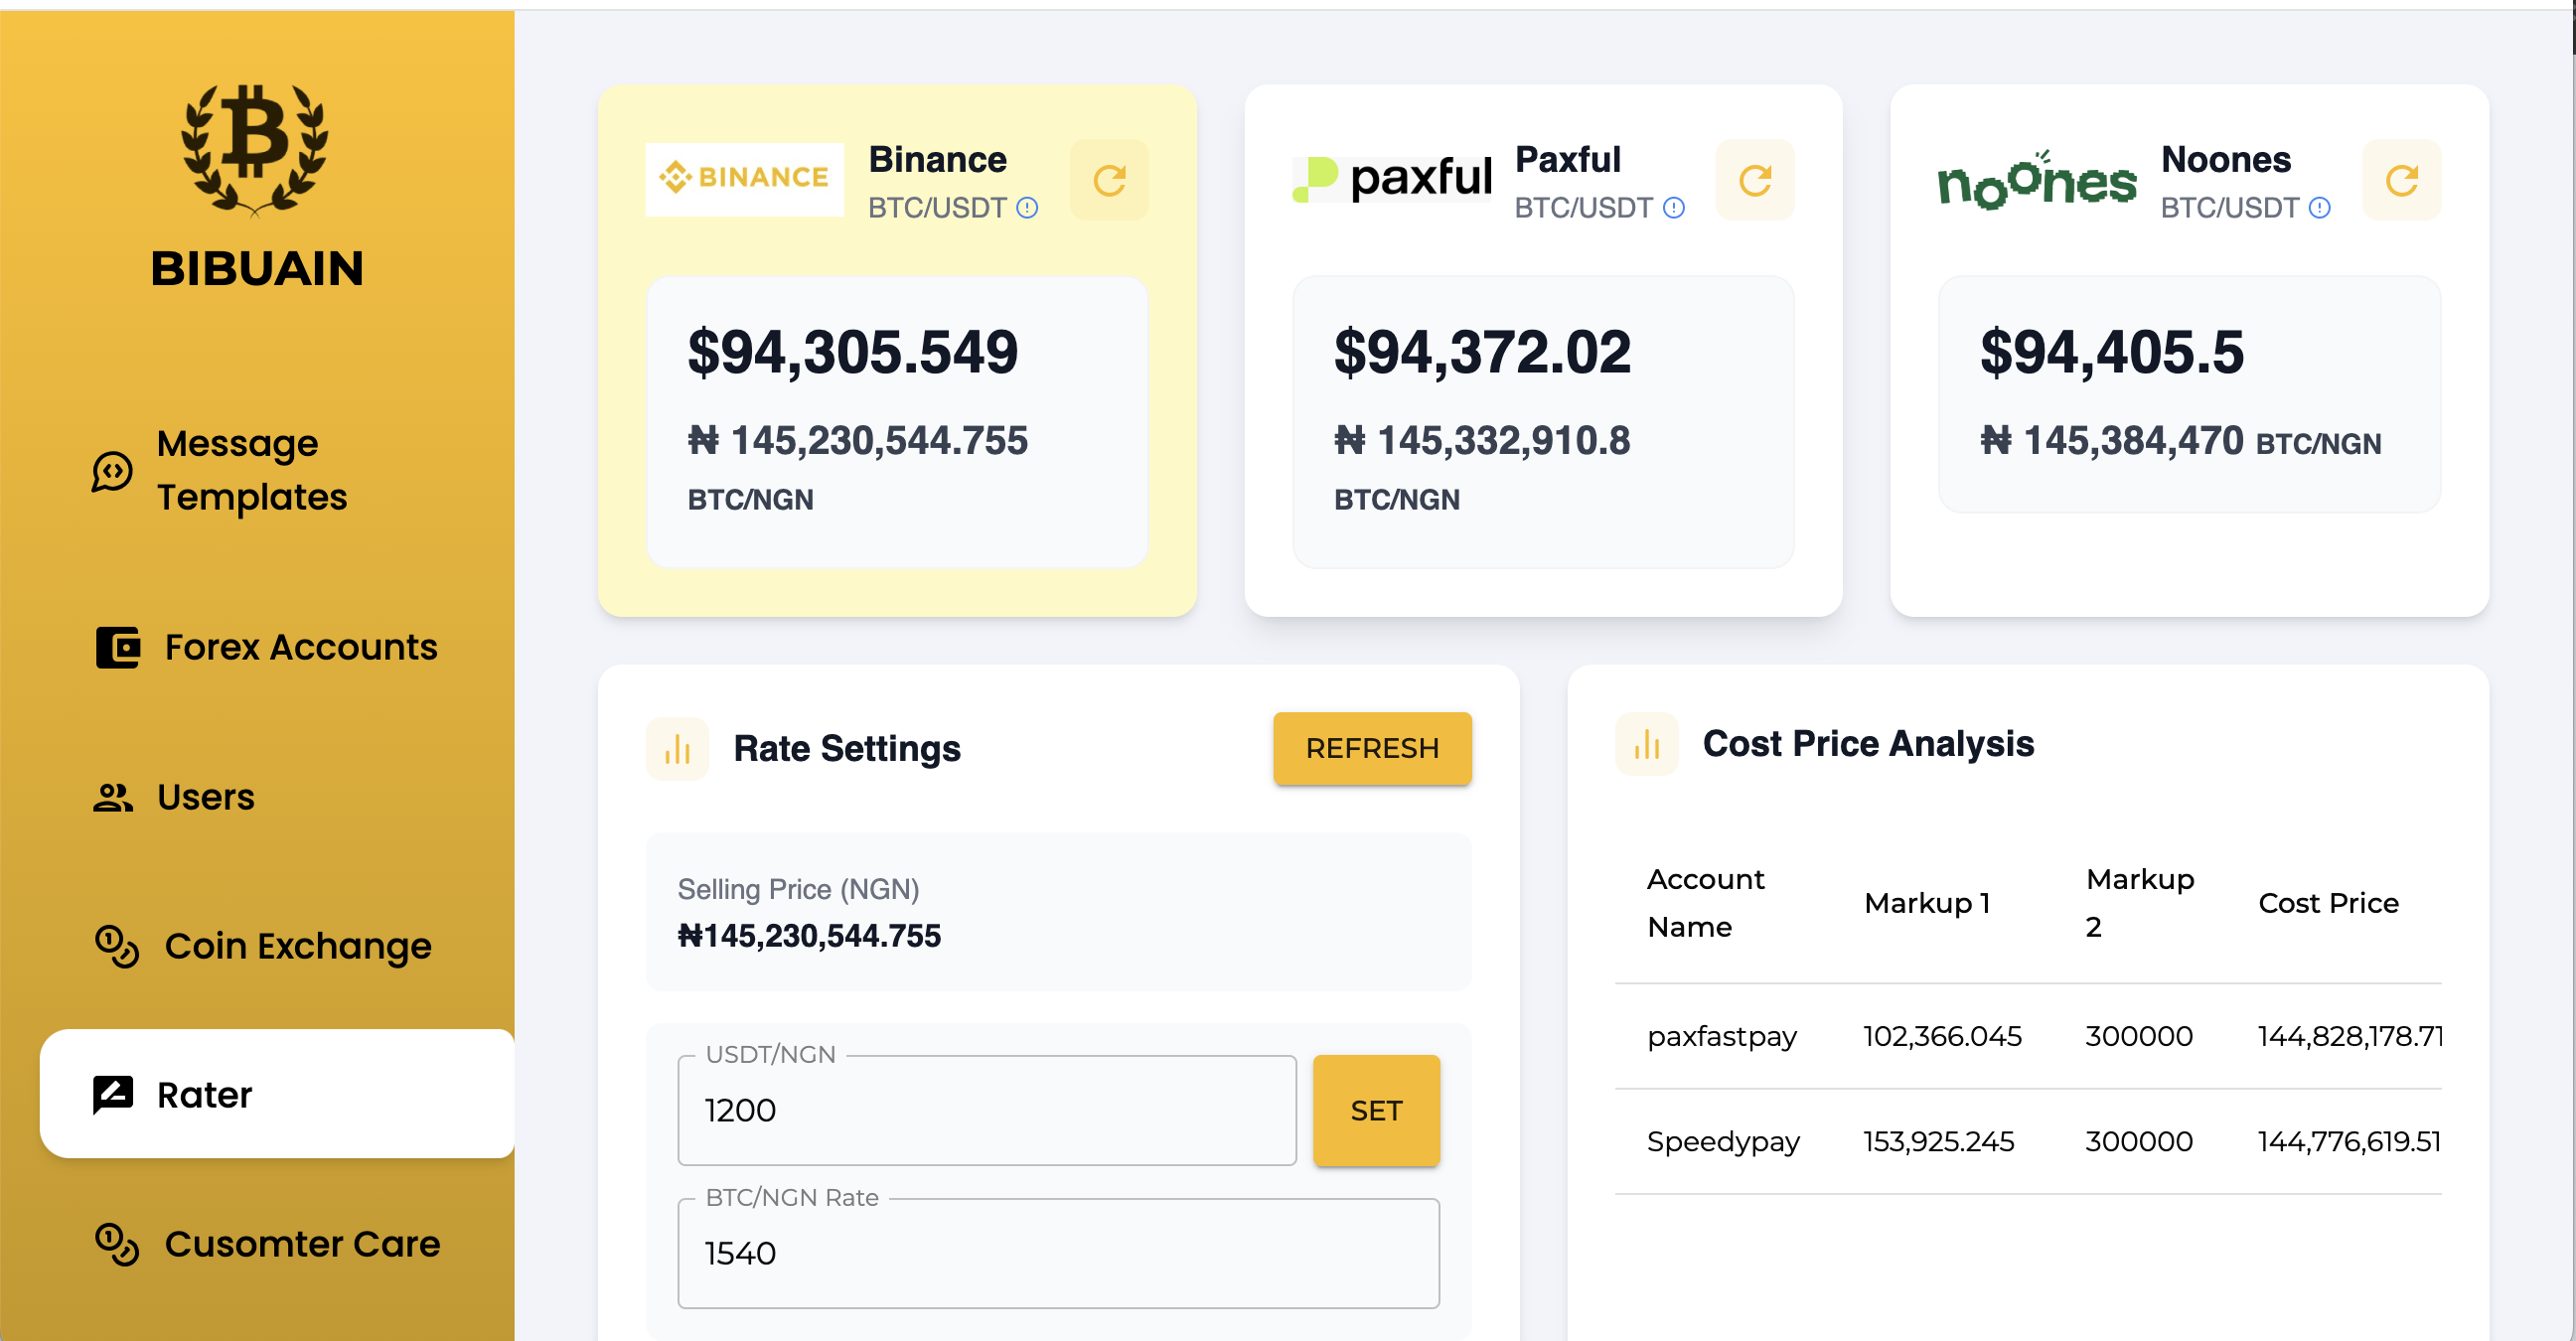 BIBUAIN
Message
Templates
Forex Accounts
Users
Coin Exchange
Rater
Cusomter Care
BINANCE
Binance
BTC/USDT
$94,305.549
₦ 145,230,544.755
BTC/NGN
paxful
Paxful
BTC/USDT
$94,372.02
₦ 145,332,910.8
BTC/NGN
noones
Noones
BTC/USDT
$94,405.5
₦ 145,384,470 BTC/NGN
Rate Settings
REFRESH
Selling Price (NGN)
₦145,230,544.755
USDT/NGN
1200
SET
BTC/NGN Rate
1540
Cost Price Analysis
Account
Name
Markup 1
Markup
2
Cost Price
paxfastpay 102,366.045 300000 144,828,178.71
Speedypay 153,925.245 300000 144,776,619.51